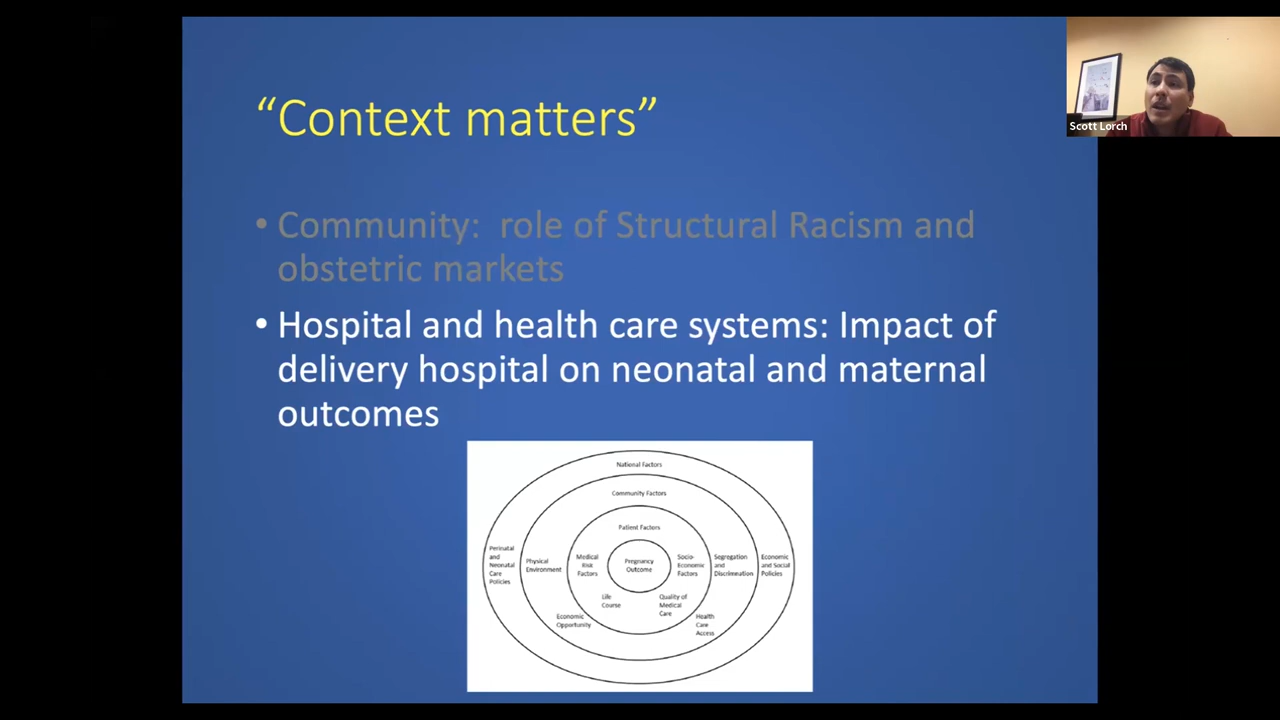 “Context matters”
• Community: role of Structural Racism and
obstetric markets
• Hospital and health care systems: Impact of
delivery hospital on neonatal and maternal
outcomes
National Factors
Community Factors
Patient Factors
Perinatal
and
Neonatal
Care
Policies
Physical
Environment
Medical
Risk
Factors
Pregnancy
Outcome
Socio-
Economic
Factors
Segregation
and
Discrimination
Economic
and Social
Policies
Life
Course
Quality of
Medical
Care
Economic
Opportunity
Health
Care
Access
Scott Lorch